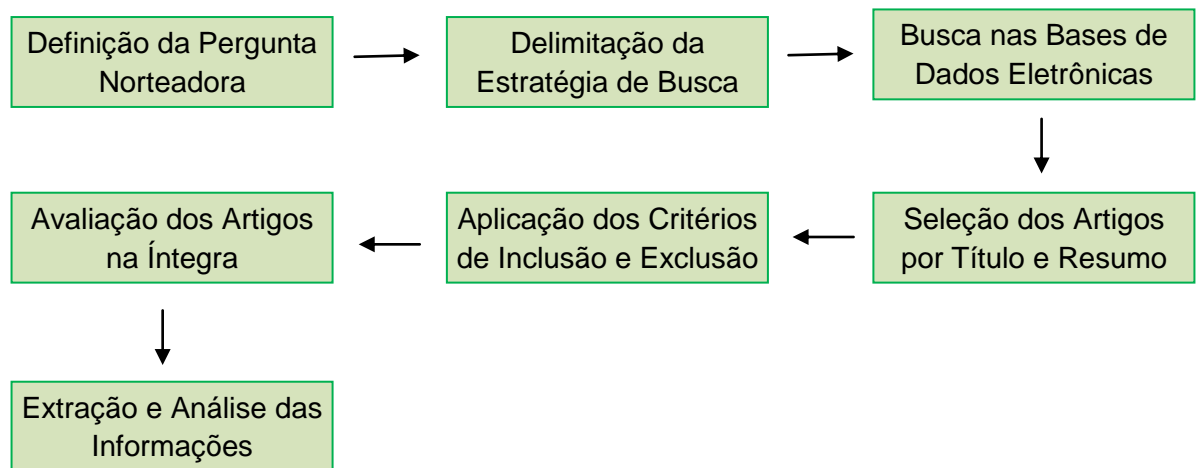 Definição da Pergunta
Norteadora
Delimitação da
Estratégia de Busca
Busca nas Bases de
Dados Eletrônicas
Seleção dos Artigos
por Título e Resumo
Aplicação dos Critérios
de Inclusão e Exclusão
Avaliação dos Artigos
na Íntegra
Extração e Análise das
Informações